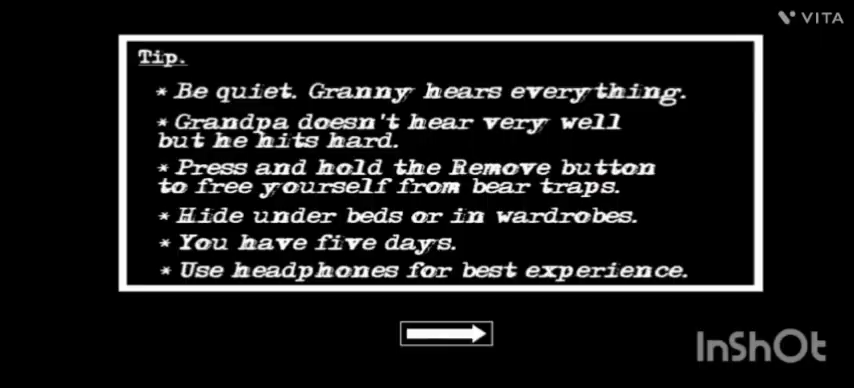 VITA
Tip.
* Be quiet. Granny hears everything.
* Grandpa doesn't hear very well
but he hits hard.
* Press and hold the Remove button
to free yourself from bear traps.
* Hide under beds or in wardrobes.
* You have five days.
* Use headphones for best experience.
InShOt